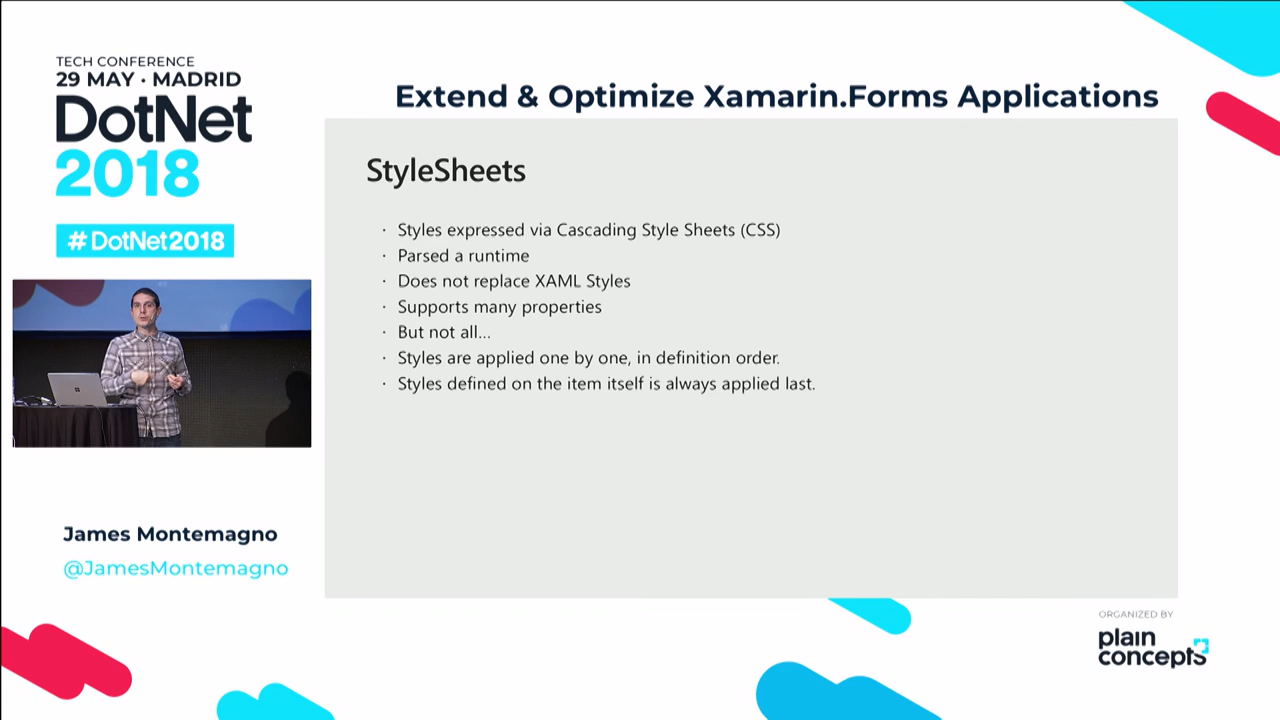 TECH CONFERENCE
29 MAY · MADRID
DotNet
2018
#DotNet2018
Extend & Optimize Xamarin.Forms Applications
StyleSheets
· Styles expressed via Cascading Style Sheets (CSS)
· Parsed a runtime
· Does not replace XAML Styles
· Supports many properties
· But not all...
· Styles are applied one by one, in definition order.
· Styles defined on the item itself is always applied last.
James Montemagno
@JamesMontemagno
ORGANIZED BY
plain
concepts